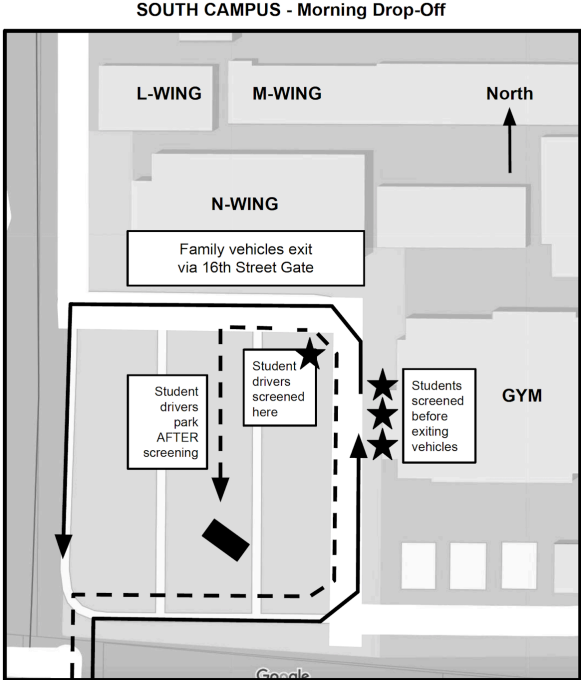 SOUTH CAMPUS - Morning Drop-Off
L-WING
M-WING
North
N-WING
Family vehicles exit
via 16th Street Gate
Student
drivers
screened
here
Student
drivers
park
AFTER
screening
Students
screened
before
exiting
vehicles
GYM
Google